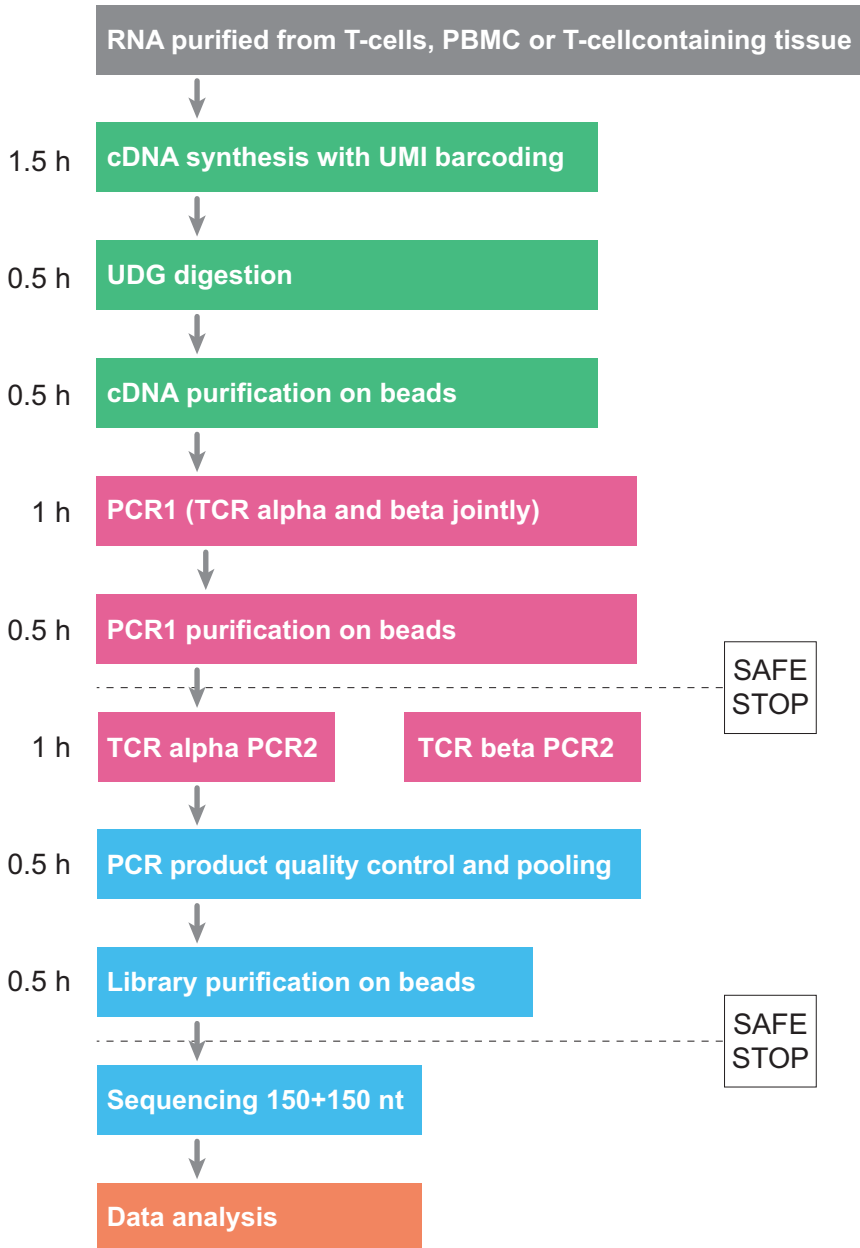 RNA purified from T-cells, PBMC or T-cellcontaining tissue
1.5 h
cDNA synthesis with UMI barcoding
0.5 h
UDG digestion
0.5 h
cDNA purification on beads
1 h
PCR1 (TCR alpha and beta jointly)
0.5 h
PCR1 purification on beads
SAFE
STOP
1 h
TCR alpha PCR2
TCR beta PCR2
0.5 h
PCR product quality control and pooling
0.5 h
Library purification on beads
SAFE
STOP
Sequencing 150+150 nt
Data analysis